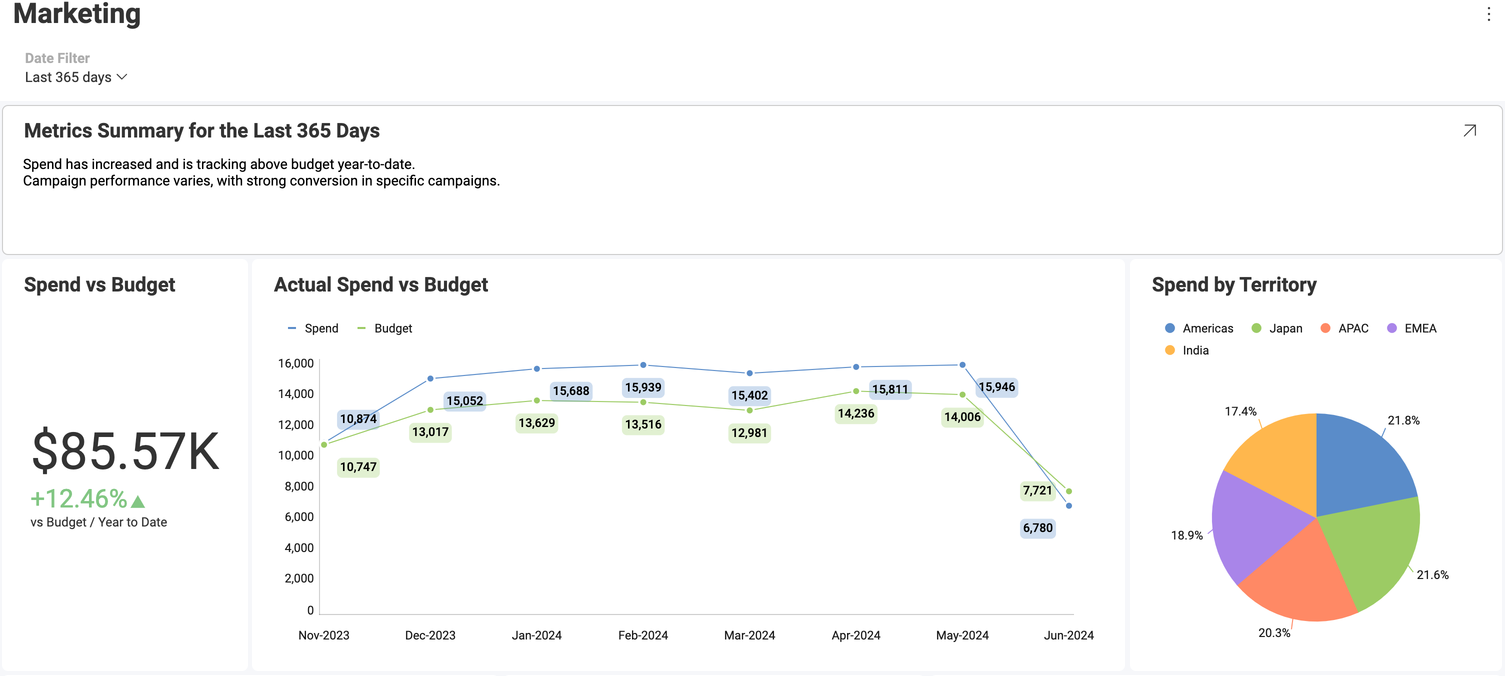 Marketing
Date Filter
Last 365 days
Metrics Summary for the Last 365 Days
Spend has increased and is tracking above budget year-to-date.
Campaign performance varies, with strong conversion in specific campaigns.
Spend vs Budget
$85.57K
+12.46%
vs Budget / Year to Date
Actual Spend vs Budget
Spend Budget
16,000
14,000
12,000
10,000
8,000
6,000
4,000
2,000
0
10,874
15,052
15,688
15,939
15,402
15,811
15,946
6,780
10,747
13,017
13,629
13,516
12,981
14,236
14,006
7,721
Nov-2023 Dec-2023 Jan-2024 Feb-2024 Mar-2024 Apr-2024 May-2024 Jun-2024
Spend by Territory
Americas Japan APAC EMEA
India
17.4%
21.8%
18.9%
21.6%
20.3%